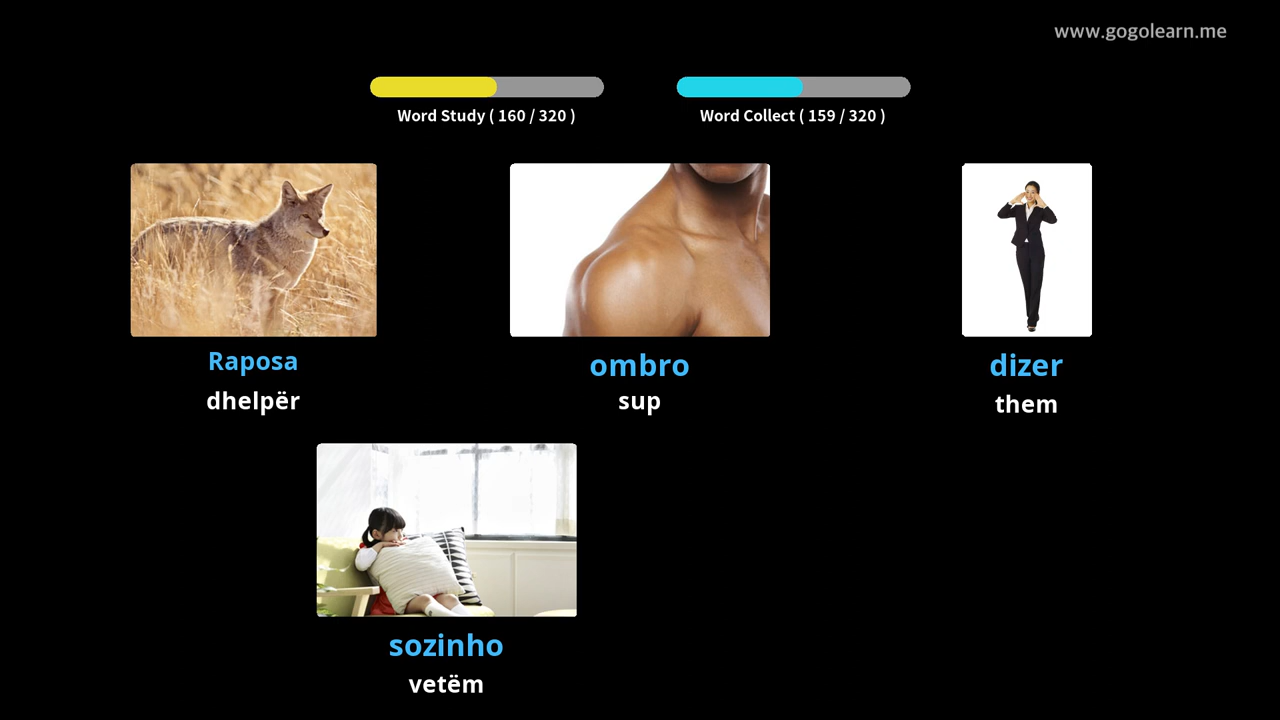 www.gogolearn.me
Word Study ( 160 / 320 )
Word Collect ( 159 / 320 )
Raposa
dhelpër
ombro
sup
dizer
them
sozinho
vetëm